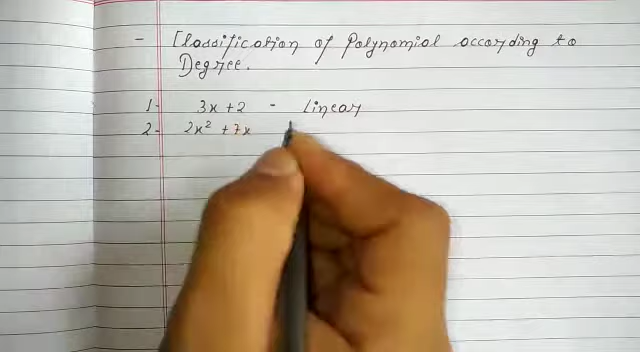 - Classification of Polynomial according to
Degree.
1- 3x+2 - Linear
2- 2x² +7x